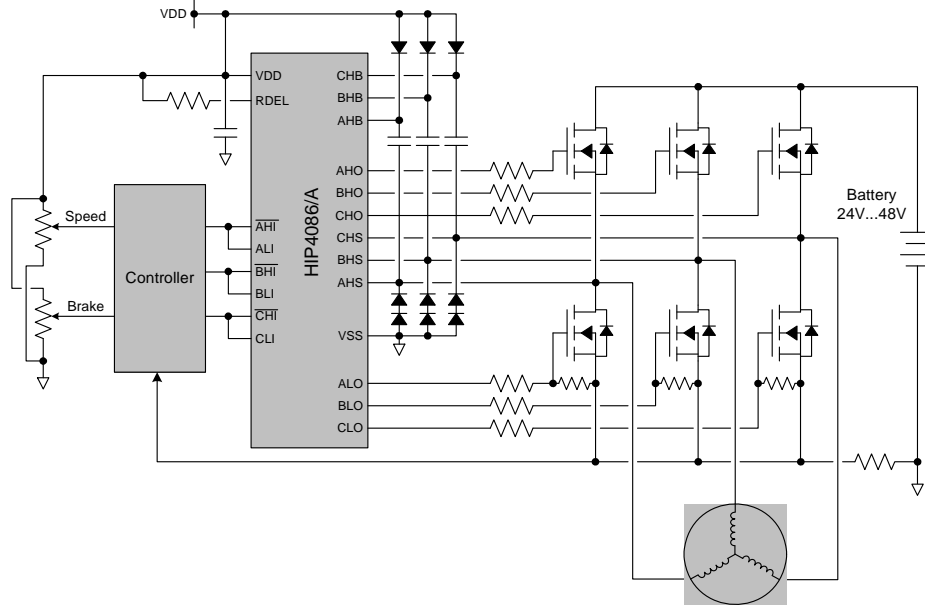 VDD
VDD
RDEL
CHB
BHB
AHB
AHO
BHO
CHO
CHS
BHS
AHS
VSS
ALO
BLO
CLO
HIP4086/A
AHI
ALI
BHI
BLI
CHI
CLI
Controller
Speed
Brake
Battery
24V...48V